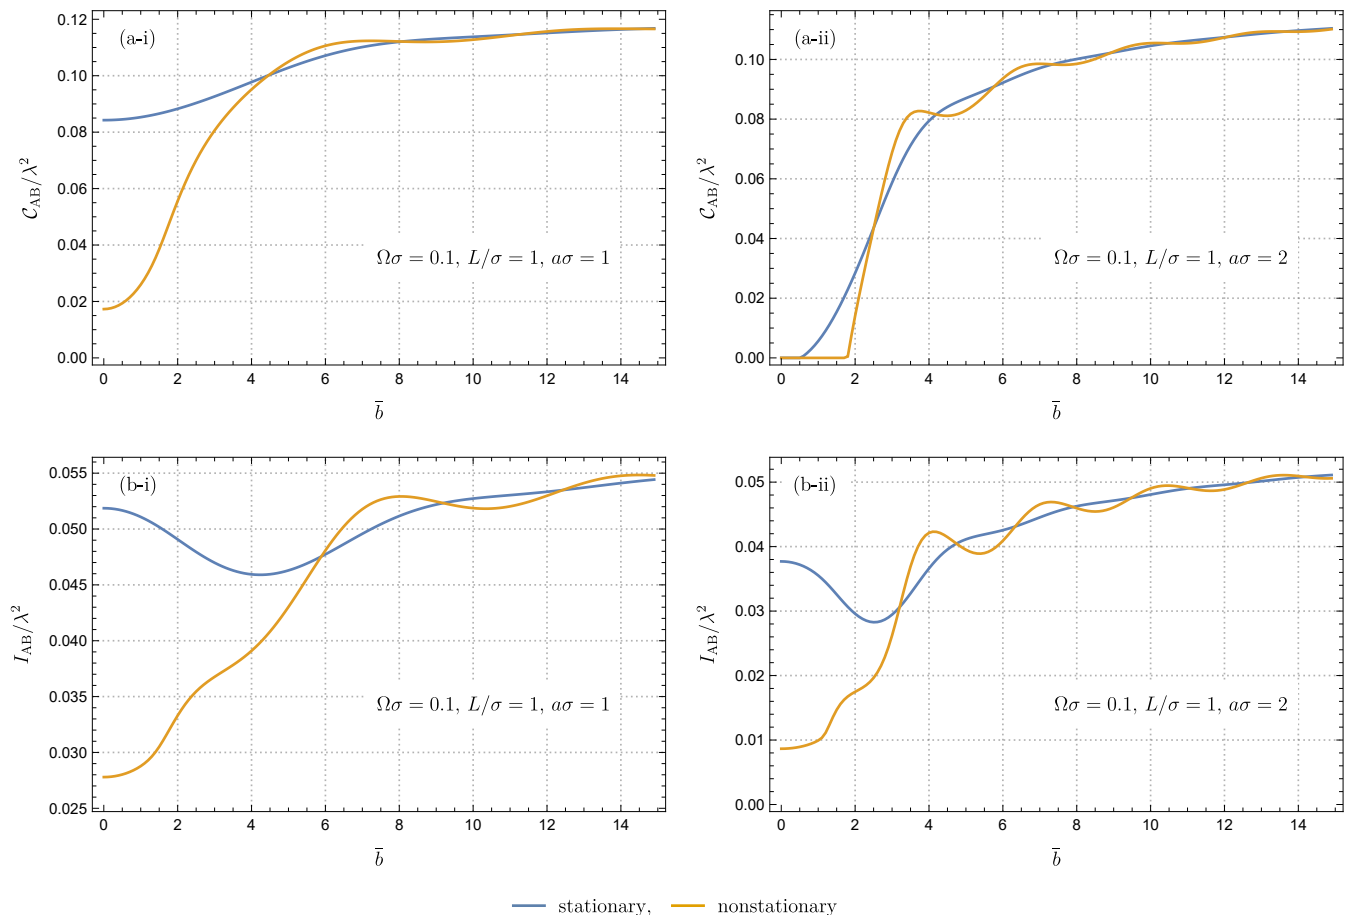 (a-i)
0.12
0.10
0.08
0.06
0.04
0.02
0.00
𝒞_AB/λ²
Ωσ = 0.1, L/σ = 1, aσ = 1
0 2 4 6 8 10 12 14
b̄
(a-ii)
0.10
0.08
0.06
0.04
0.02
0.00
𝒞_AB/λ²
Ωσ = 0.1, L/σ = 1, aσ = 2
0 2 4 6 8 10 12 14
b̄
(b-i)
0.055
0.050
0.045
0.040
0.035
0.030
0.025
I_AB/λ²
Ωσ = 0.1, L/σ = 1, aσ = 1
0 2 4 6 8 10 12 14
b̄
(b-ii)
0.05
0.04
0.03
0.02
0.01
0.00
I_AB/λ²
Ωσ = 0.1, L/σ = 1, aσ = 2
0 2 4 6 8 10 12 14
b̄
stationary, nonstationary